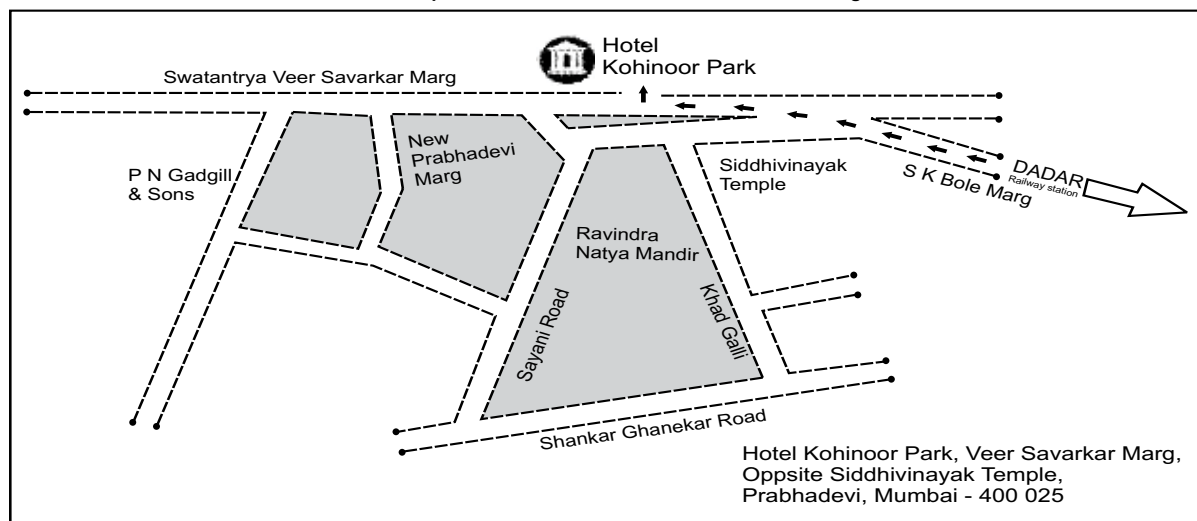 Hotel
Kohinoor Park
Swatantrya Veer Savarkar Marg
P N Gadgill
& Sons
New
Prabhadevi
Marg
Siddhivinayak
Temple
S K Bole Marg
DADAR
Railway station
Ravindra
Natya Mandir
Sayani Road
Khad Galli
Shankar Ghanekar Road
Hotel Kohinoor Park, Veer Savarkar Marg,
Oppsite Siddhivinayak Temple,
Prabhadevi, Mumbai - 400 025